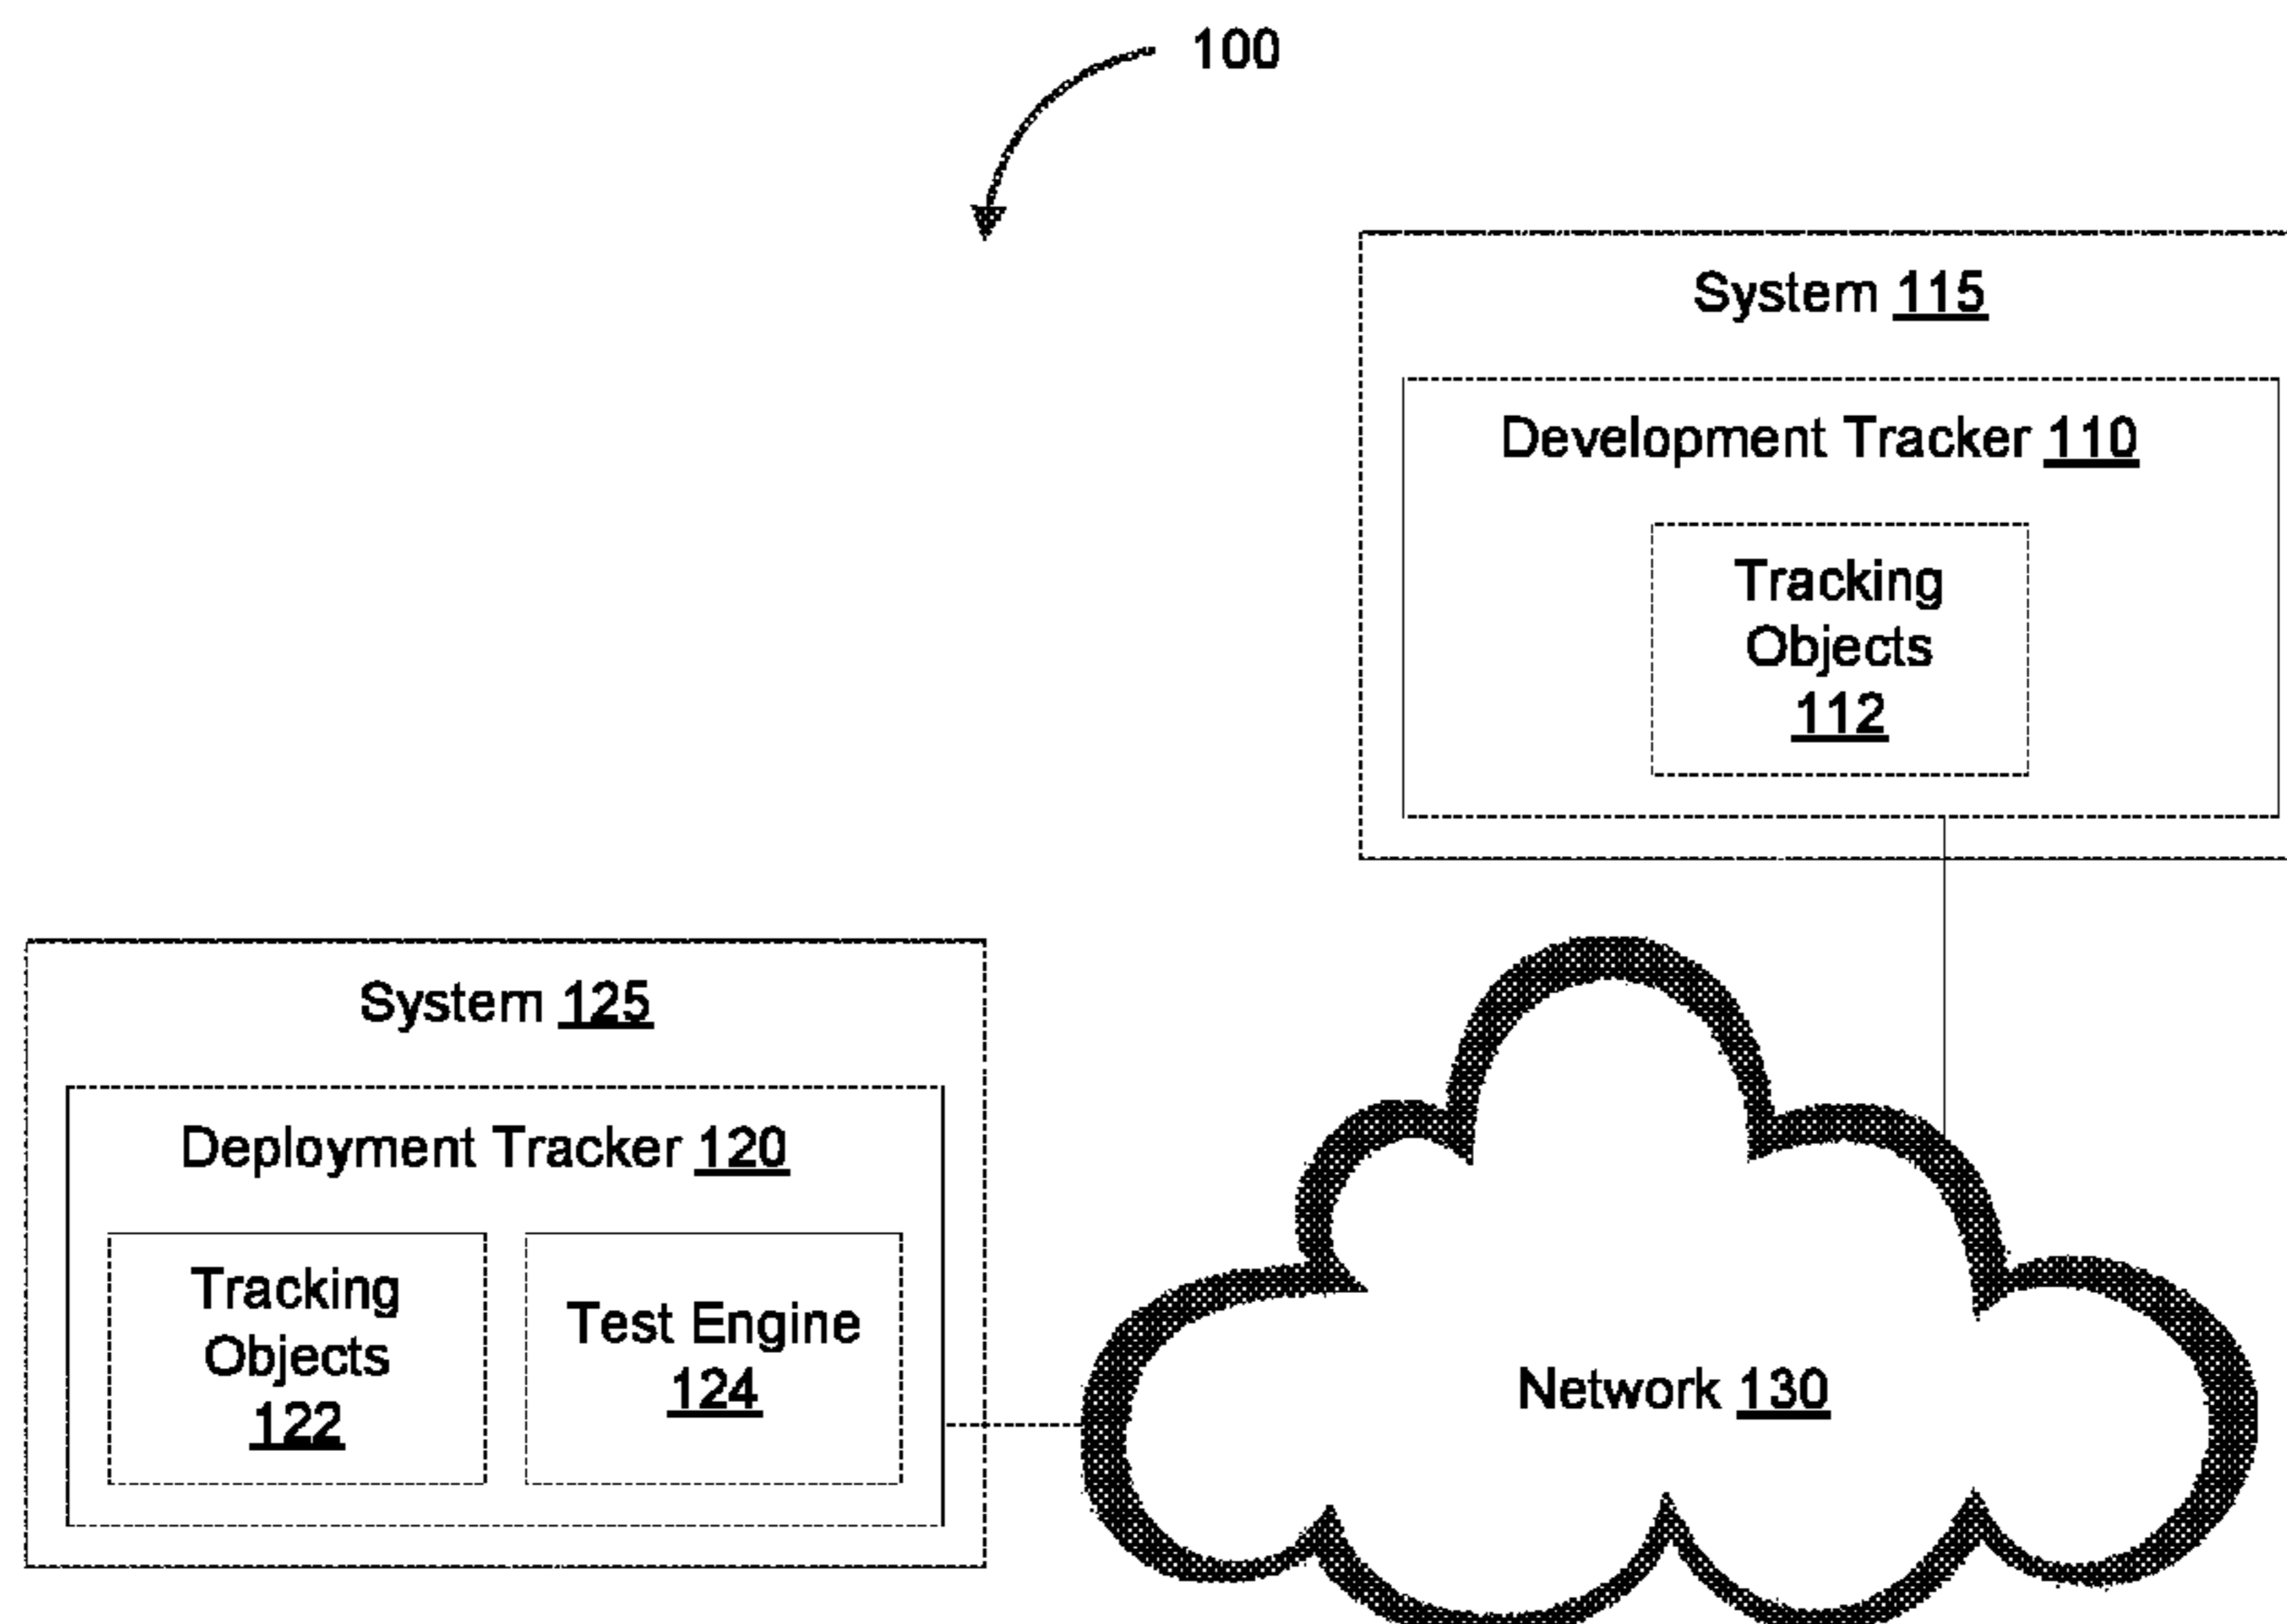 100
System 115
Development Tracker 110
Tracking
Objects
112
System 125
Deployment Tracker 120
Tracking
Objects
122
Test Engine
124
Network 130